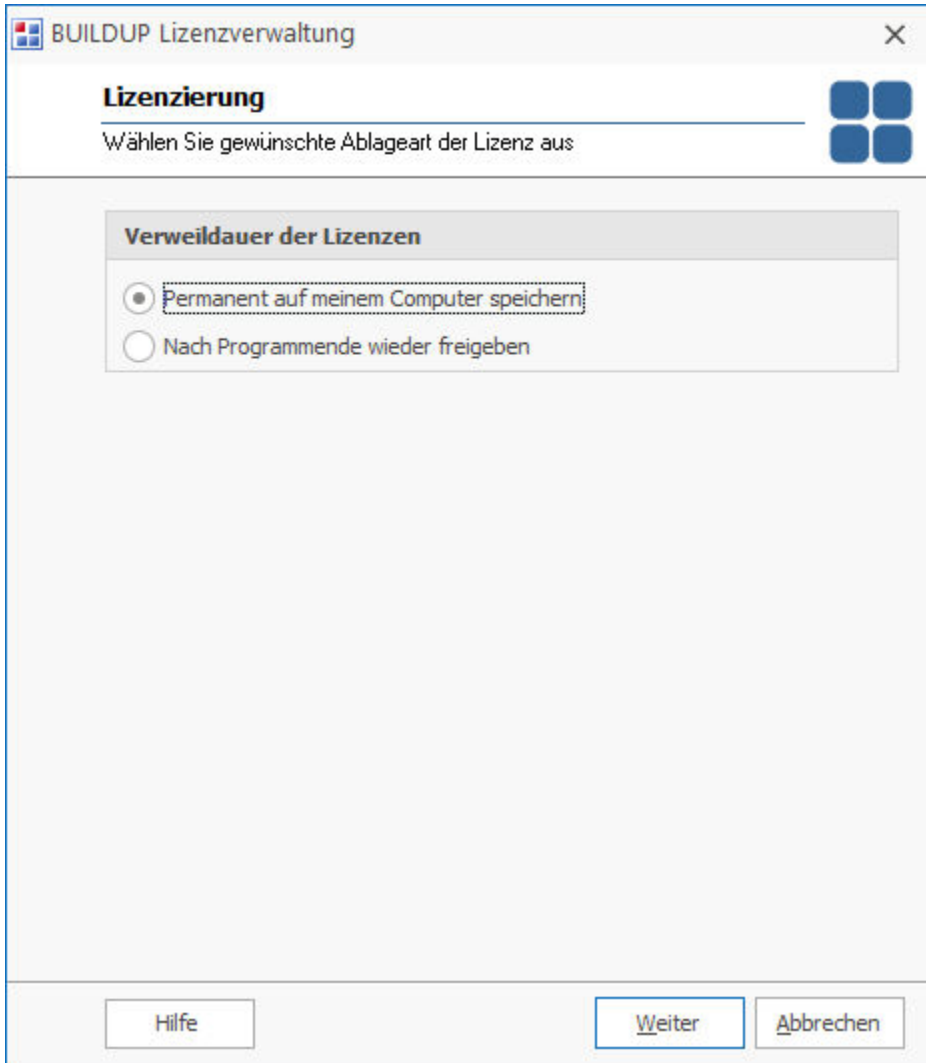 BUILDUP Lizenzverwaltung
Lizenzierung
Wählen Sie gewünschte Ablageart der Lizenz aus
Verweildauer der Lizenzen
Permanent auf meinem Computer speichern
Nach Programmende wieder freigeben
Hilfe Weiter Abbrechen